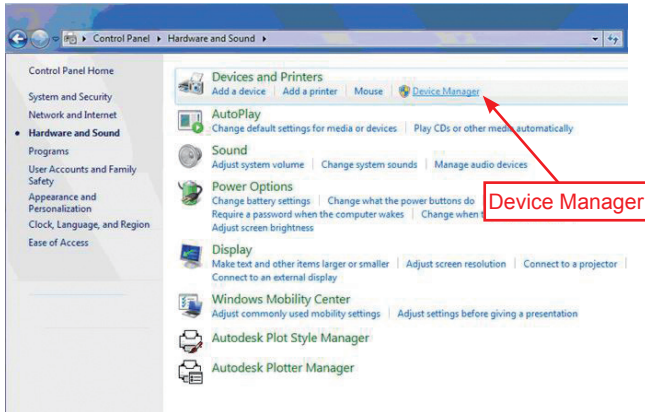 Control Panel ▸ Hardware and Sound ▸
Control Panel Home
System and Security
Network and Internet
Hardware and Sound
Programs
User Accounts and Family
Safety
Appearance and
Personalization
Clock, Language, and Region
Ease of Access
Devices and Printers
Add a device | Add a printer | Mouse | Device Manager
AutoPlay
Change default settings for media or devices | Play CDs or other media automatically
Sound
Adjust system volume | Change system sounds | Manage audio devices
Power Options
Change battery settings | Change what the power buttons do
Require a password when the computer wakes | Change when
Adjust screen brightness
Device Manager
Display
Make text and other items larger or smaller | Adjust screen resolution | Connect to a projector
Connect to an external display
Windows Mobility Center
Adjust commonly used mobility settings | Adjust settings before giving a presentation
Autodesk Plot Style Manager
Autodesk Plotter Manager